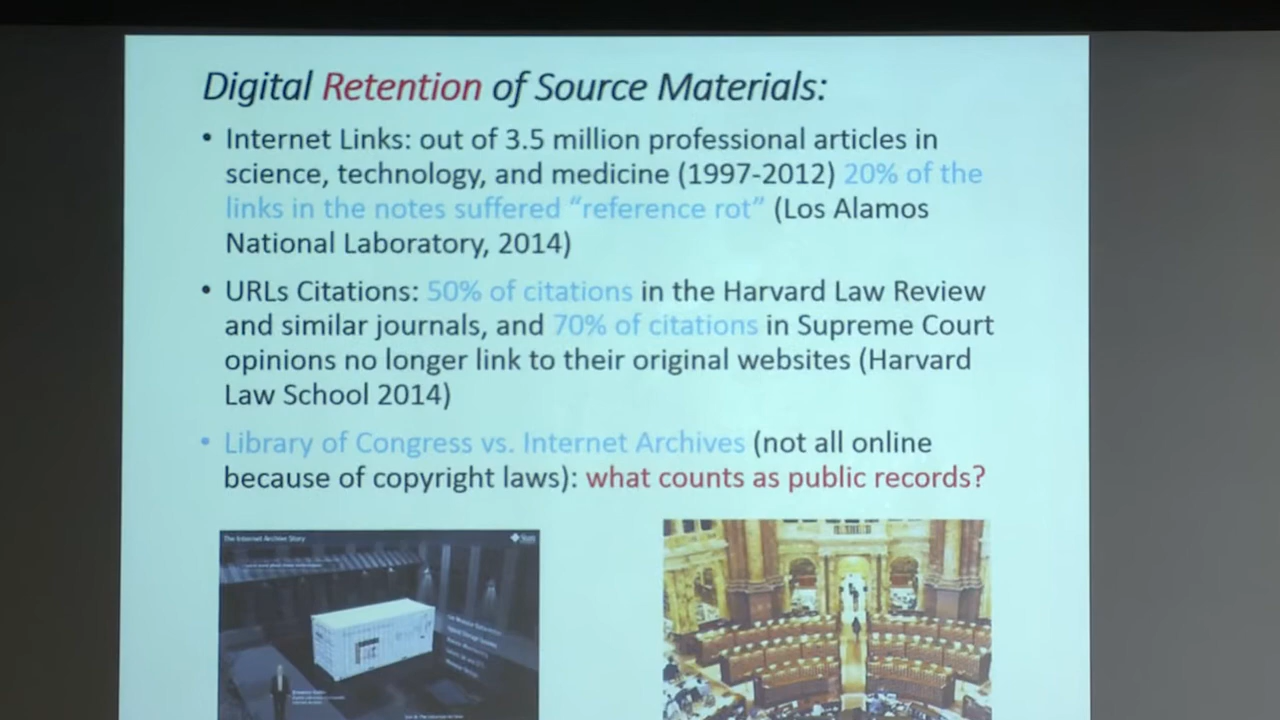 Digital Retention of Source Materials:
• Internet Links: out of 3.5 million professional articles in
science, technology, and medicine (1997-2012) 20% of the
links in the notes suffered “reference rot” (Los Alamos
National Laboratory, 2014)
• URLs Citations: 50% of citations in the Harvard Law Review
and similar journals, and 70% of citations in Supreme Court
opinions no longer link to their original websites (Harvard
Law School 2014)
• Library of Congress vs. Internet Archives (not all online
because of copyright laws): what counts as public records?
The Internet Archive Story